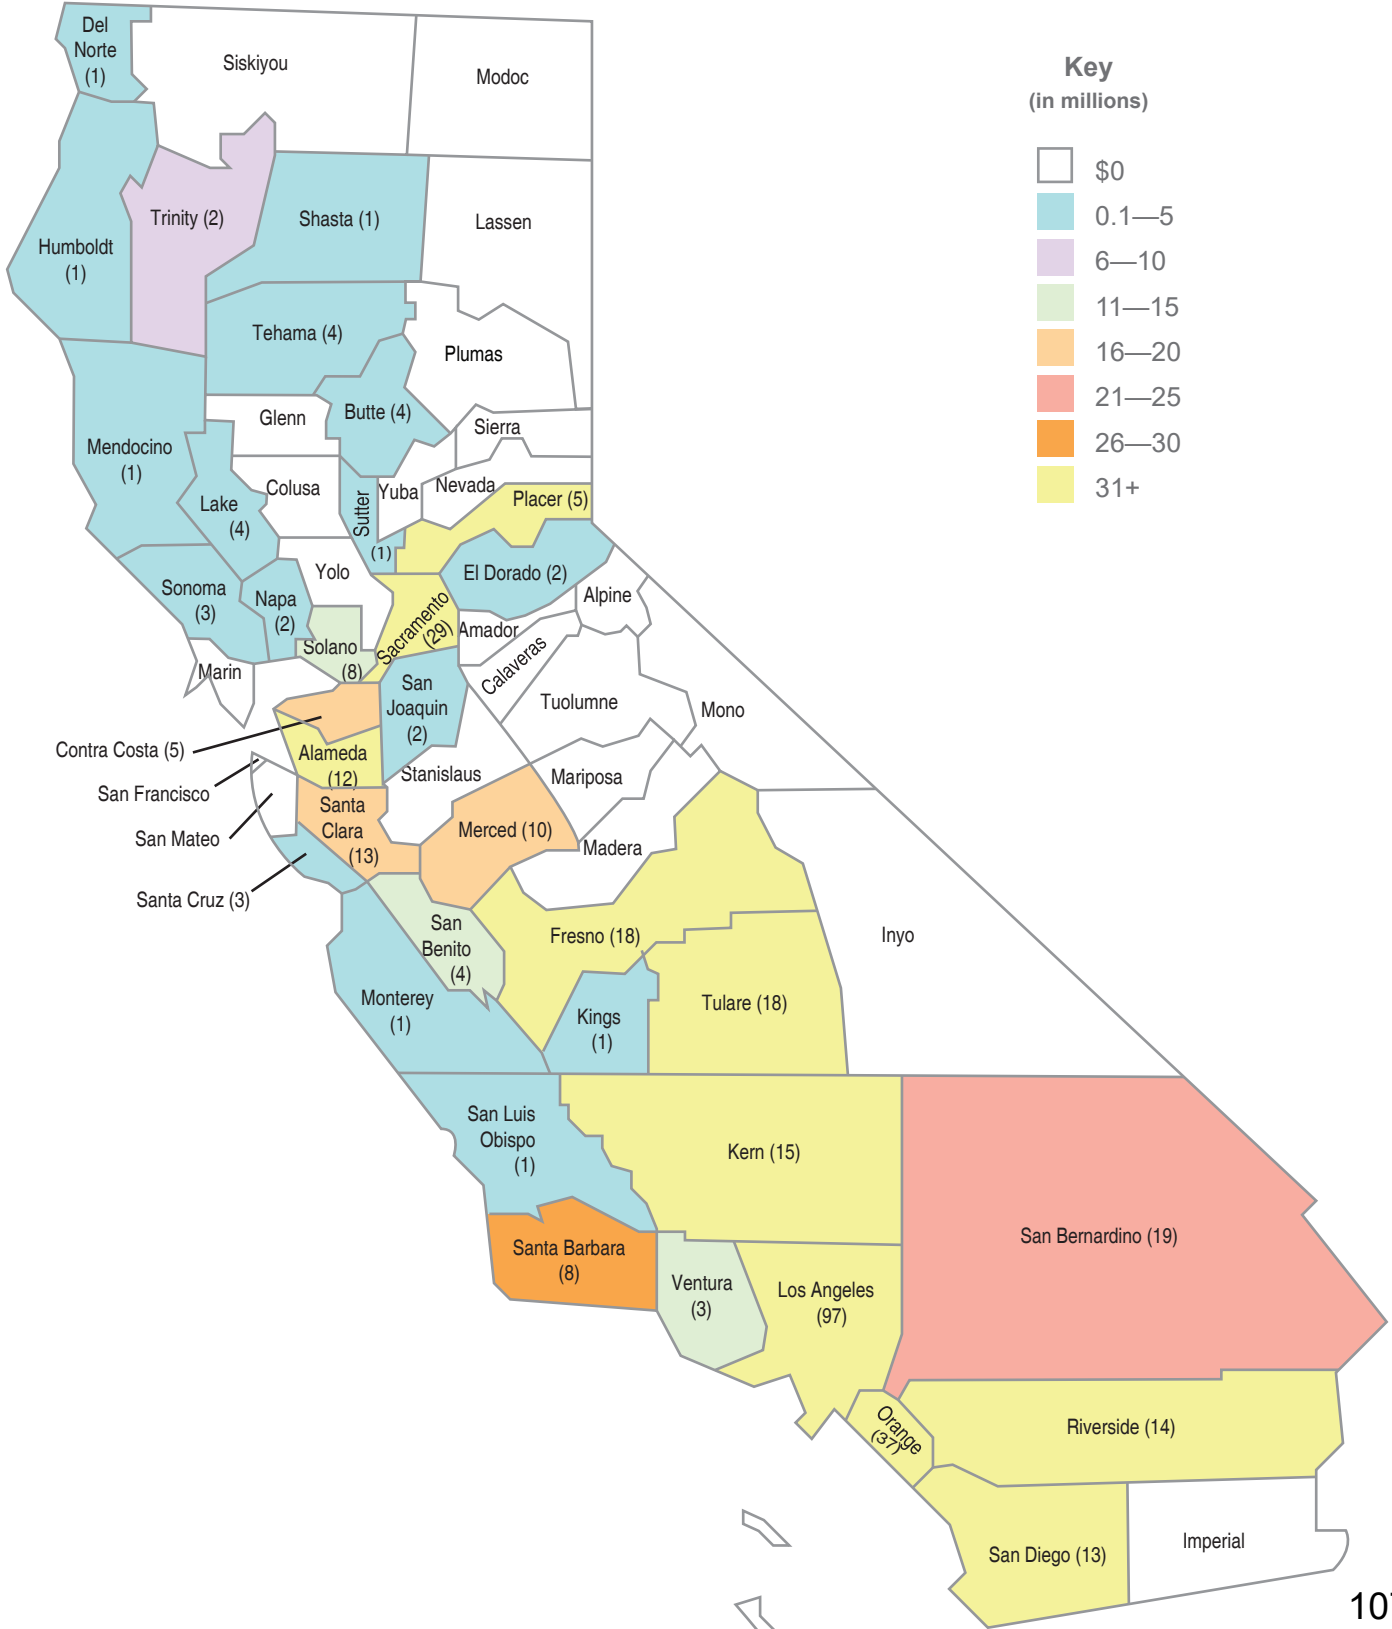 Del
Norte
(1)
Siskiyou
Modoc
Key
(in millions)
$0
0.1—5
6—10
11—15
16—20
21—25
26—30
31+
Humboldt
(1)
Trinity (2)
Shasta (1)
Lassen
Tehama (4)
Plumas
Mendocino
(1)
Glenn
Butte (4)
Sierra
Lake
(4)
Colusa
Sutter
(1)
Yuba
Nevada
Placer (5)
Sonoma
(3)
Napa
(2)
Yolo
El Dorado (2)
Alpine
Solano
(8)
Sacramento
(29)
Amador
Calaveras
Marin
San
Joaquin
(2)
Tuolumne
Mono
Contra Costa (5)
Alameda
(12)
Stanislaus
Mariposa
San Francisco
San Mateo
Santa
Clara
(13)
Merced (10)
Madera
Santa Cruz (3)
San
Benito
(4)
Fresno (18)
Inyo
Monterey
(1)
Kings
(1)
Tulare (18)
San Luis
Obispo
(1)
Kern (15)
San Bernardino (19)
Santa Barbara
(8)
Ventura
(3)
Los Angeles
(97)
Orange
(37)
Riverside (14)
San Diego (13)
Imperial